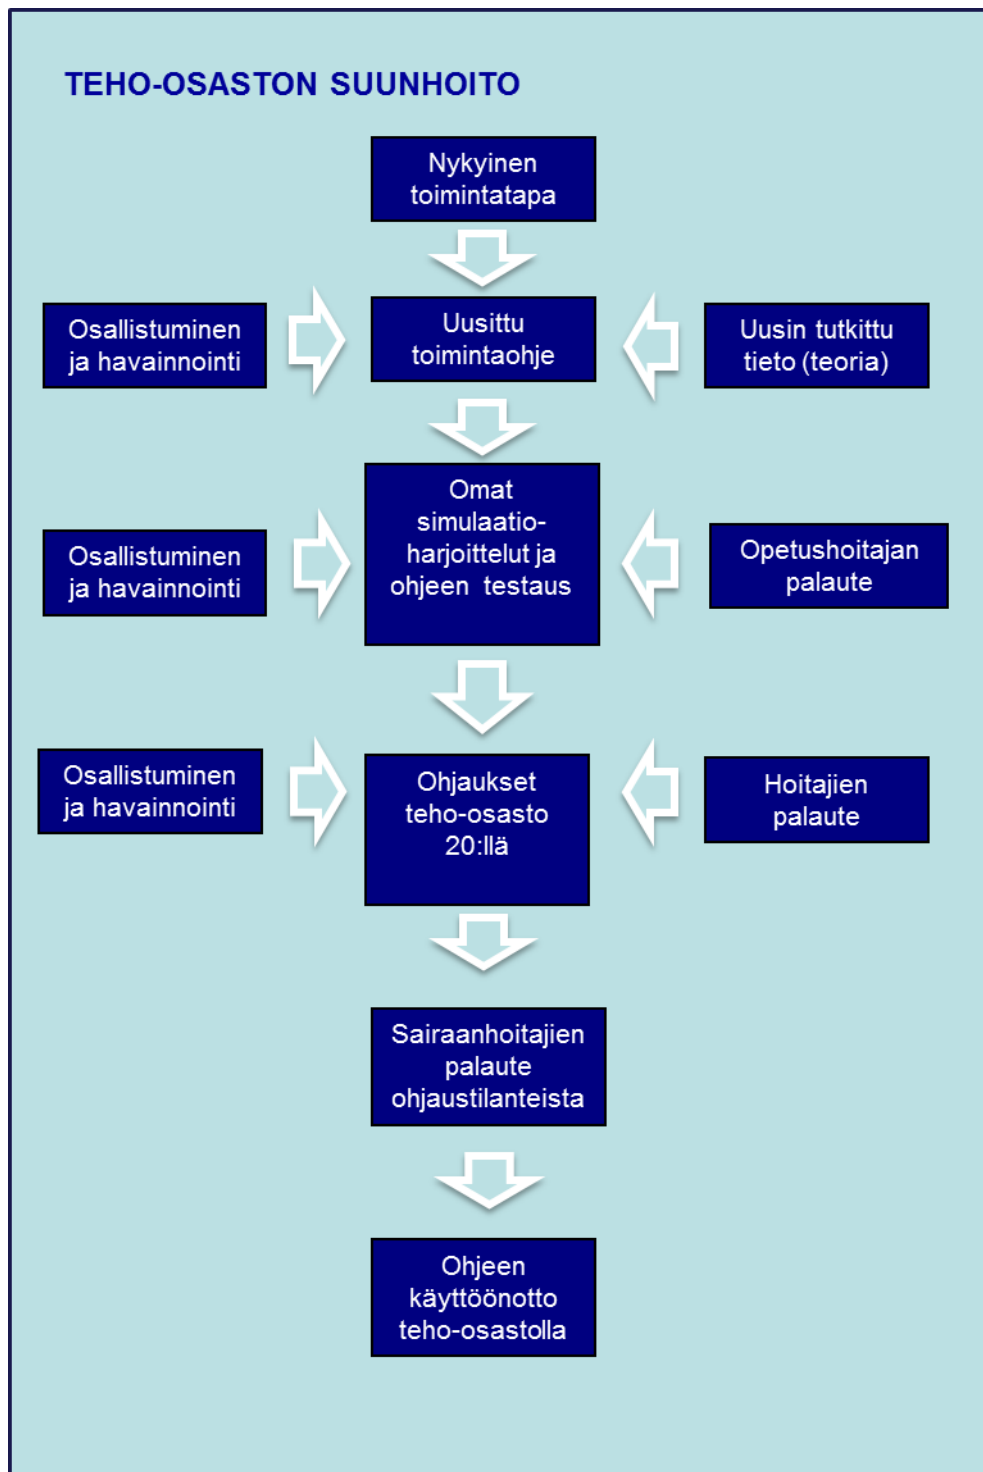 TEHO-OSASTON SUUNHOITO
Nykyinen
toimintatapa
Osallistuminen
ja havainnointi
Uusittu
toimintaohje
Uusin tutkittu
tieto (teoria)
Osallistuminen
ja havainnointi
Omat
simulaatio-
harjoittelut ja
ohjeen testaus
Opetushoitajan
palaute
Osallistuminen
ja havainnointi
Ohjaukset
teho-osasto
20:llä
Hoitajien
palaute
Sairaanhoitajien
palaute
ohjaustilanteista
Ohjeen
käyttöönotto
teho-osastolla